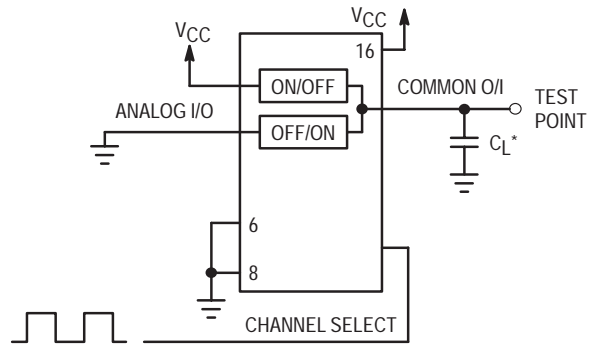 VCC
VCC
16
ON/OFF
COMMON O/I
TEST
POINT
ANALOG I/O
OFF/ON
CL*
6
8
CHANNEL SELECT